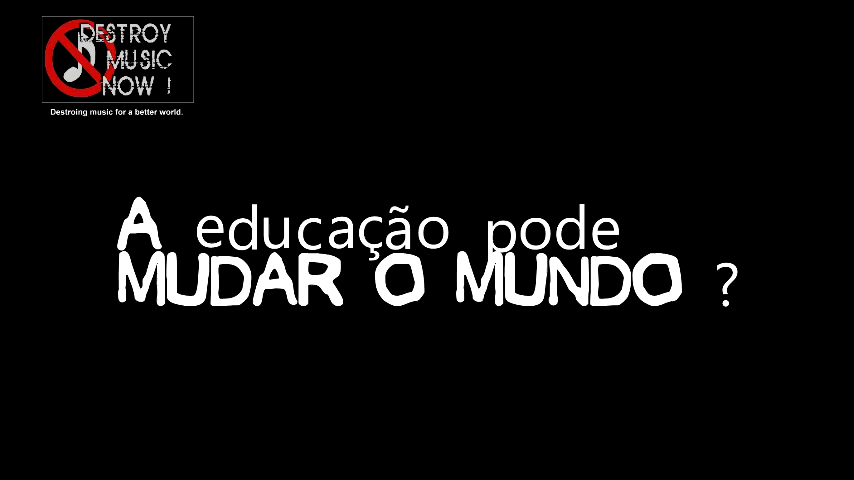 DESTROY
MUSIC
NOW !
Destroing music for a better world.
A educação pode
MUDAR O MUNDO ?